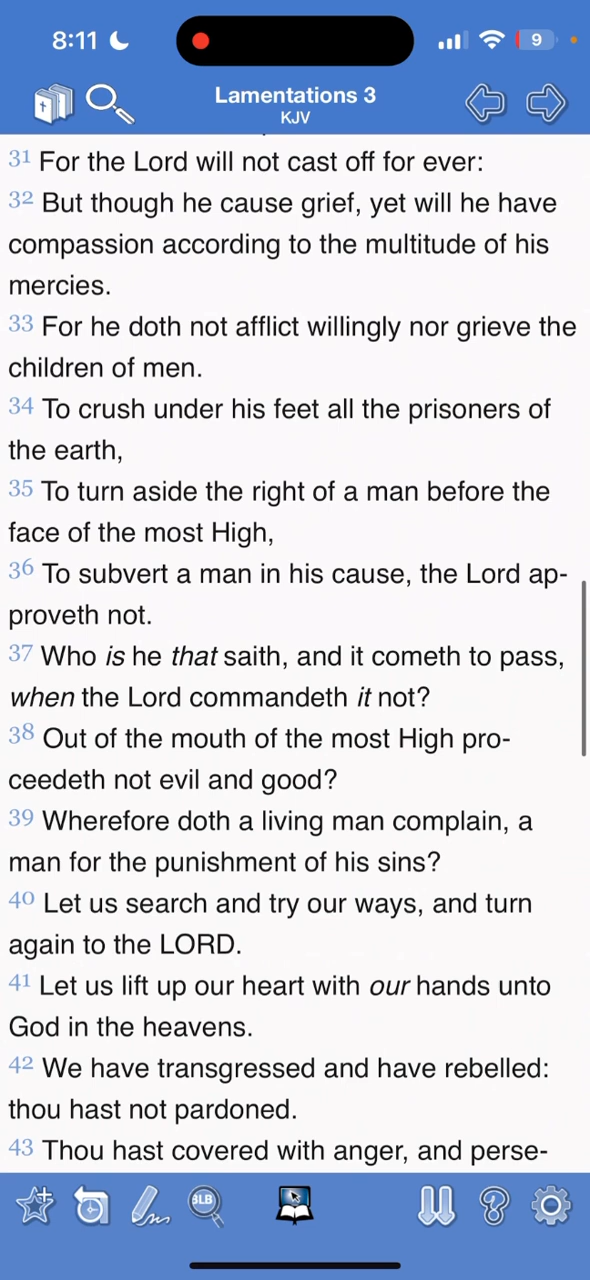 8:11
9
Lamentations 3
KJV
31 For the Lord will not cast off for ever:
32 But though he cause grief, yet will he have
compassion according to the multitude of his
mercies.
33 For he doth not afflict willingly nor grieve the
children of men.
34 To crush under his feet all the prisoners of
the earth,
35 To turn aside the right of a man before the
face of the most High,
36 To subvert a man in his cause, the Lord ap-
proveth not.
37 Who is he that saith, and it cometh to pass,
when the Lord commandeth it not?
38 Out of the mouth of the most High pro-
ceedeth not evil and good?
39 Wherefore doth a living man complain, a
man for the punishment of his sins?
40 Let us search and try our ways, and turn
again to the LORD.
41 Let us lift up our heart with our hands unto
God in the heavens.
42 We have transgressed and have rebelled:
thou hast not pardoned.
43 Thou hast covered with anger, and perse-
BLB